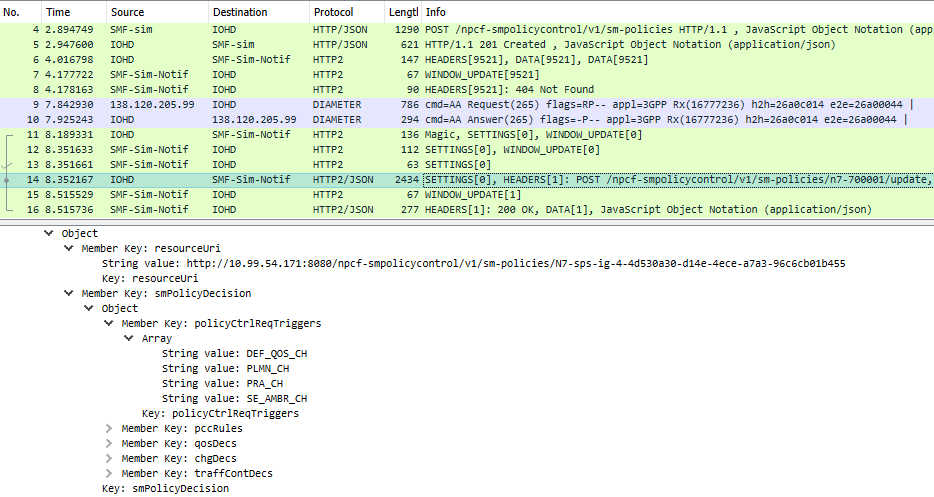 No. Time Source Destination Protocol Lengtl Info
4 2.894749 SMF-sim IOHD HTTP/JSON 1290 POST /npcf-smpolicycontrol/v1/sm-policies HTTP/1.1 , JavaScript Object Notation (app
5 2.947600 IOHD SMF-sim HTTP/JSON 621 HTTP/1.1 201 Created , JavaScript Object Notation (application/json)
6 4.016798 IOHD SMF-Sim-Notif HTTP2 147 HEADERS[9521], DATA[9521], DATA[9521]
7 4.177722 SMF-Sim-Notif IOHD HTTP2 67 WINDOW_UPDATE[9521]
8 4.178163 SMF-Sim-Notif IOHD HTTP2 90 HEADERS[9521]: 404 Not Found
9 7.842930 138.120.205.99 IOHD DIAMETER 786 cmd=AA Request(265) flags=RP-- appl=3GPP Rx(16777236) h2h=26a0c014 e2e=26a00044 |
10 7.925243 IOHD 138.120.205.99 DIAMETER 294 cmd=AA Answer(265) flags=-P-- appl=3GPP Rx(16777236) h2h=26a0c014 e2e=26a00044 |
11 8.189331 IOHD SMF-Sim-Notif HTTP2 136 Magic, SETTINGS[0], WINDOW_UPDATE[0]
12 8.351633 SMF-Sim-Notif IOHD HTTP2 112 SETTINGS[0], WINDOW_UPDATE[0]
13 8.351661 SMF-Sim-Notif IOHD HTTP2 63 SETTINGS[0]
14 8.352167 IOHD SMF-Sim-Notif HTTP2/JSON 2434 SETTINGS[0], HEADERS[1]: POST /npcf-smpolicycontrol/v1/sm-policies/n7-700001/update,
15 8.515529 SMF-Sim-Notif IOHD HTTP2 67 WINDOW_UPDATE[1]
16 8.515736 SMF-Sim-Notif IOHD HTTP2/JSON 277 HEADERS[1]: 200 OK, DATA[1], JavaScript Object Notation (application/json)
Object
Member Key: resourceUri
String value: http://10.99.54.171:8080/npcf-smpolicycontrol/v1/sm-policies/N7-sps-ig-4-4d530a30-d14e-4ece-a7a3-96c6cb01b455
Key: resourceUri
Member Key: smPolicyDecision
Object
Member Key: policyCtrlReqTriggers
Array
String value: DEF_QOS_CH
String value: PLMN_CH
String value: PRA_CH
String value: SE_AMBR_CH
Key: policyCtrlReqTriggers
Member Key: pccRules
Member Key: qosDecs
Member Key: chgDecs
Member Key: traffContDecs
Key: smPolicyDecision